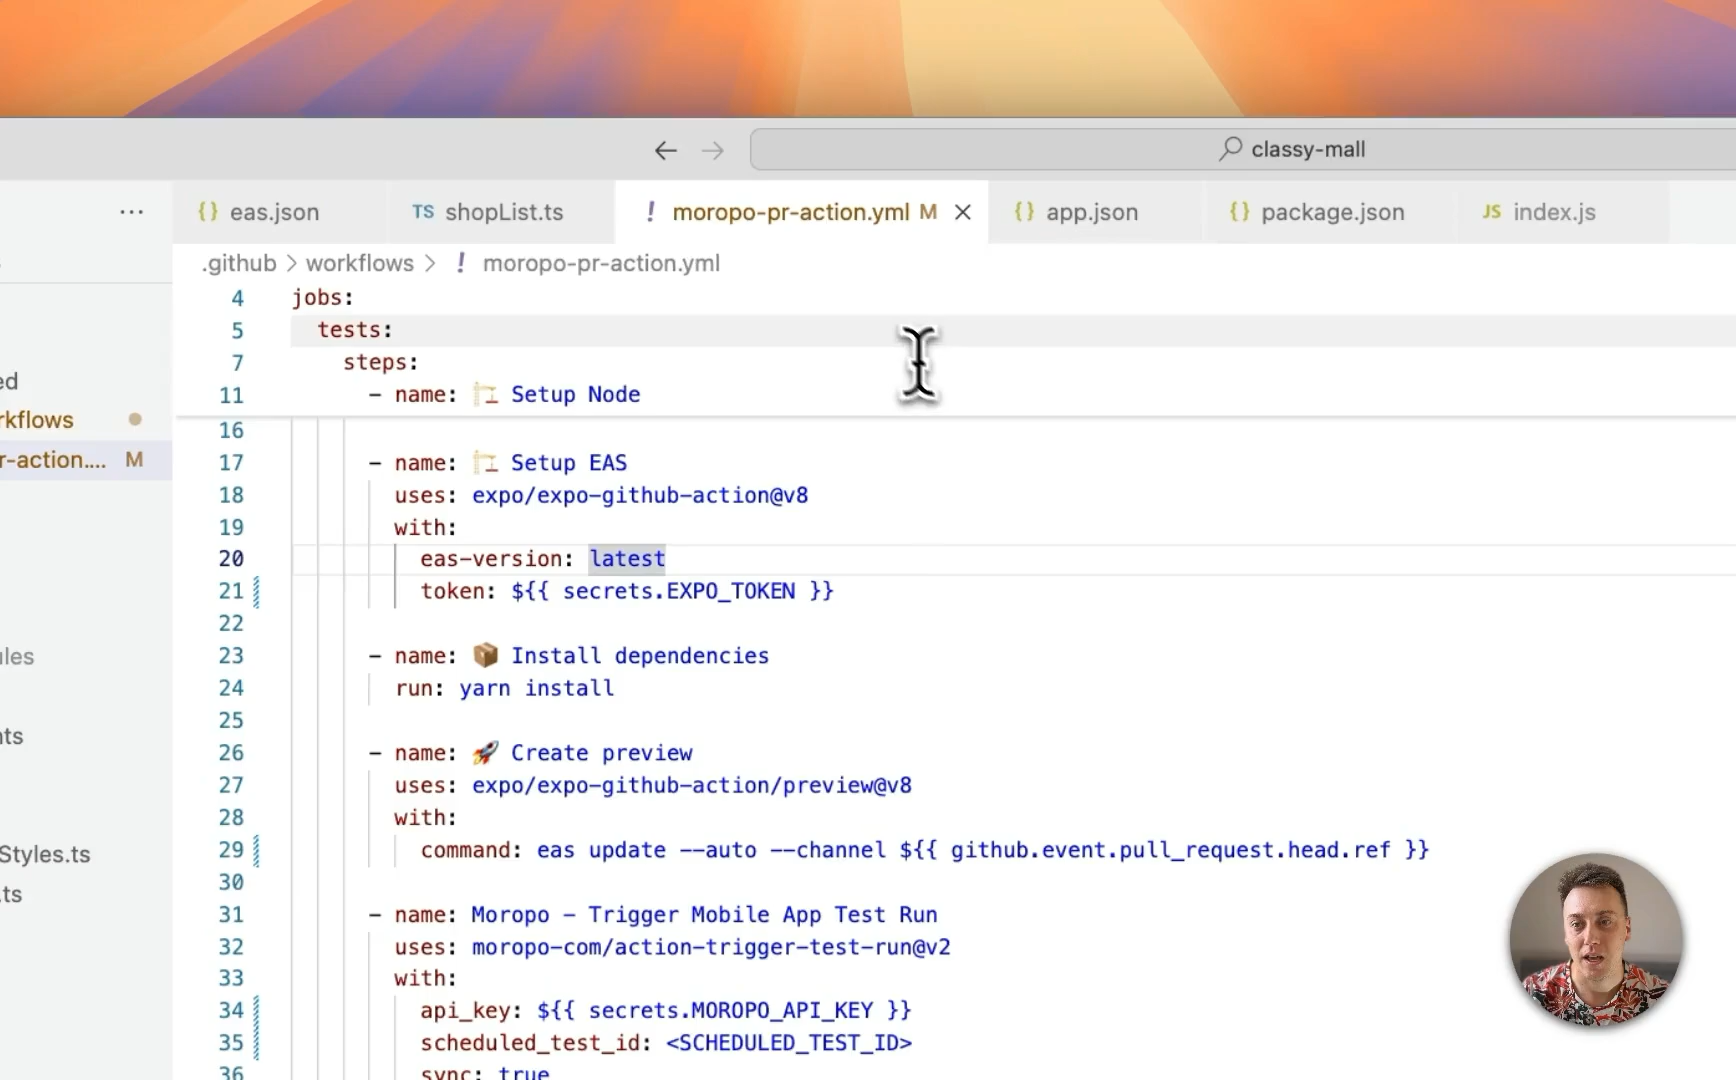 classy-mall
··· {} eas.json TS shopList.ts ! moropo-pr-action.yml M {} app.json {} package.json JS index.js
.github > workflows > ! moropo-pr-action.yml
4 jobs:
5 tests:
7 steps:
11 - name: 🏗️ Setup Node
ed
rkflows
r-action.... M
ules
nts
Styles.ts
.ts
16
17 - name: 🏗️ Setup EAS
18 uses: expo/expo-github-action@v8
19 with:
20 eas-version: latest
21 token: ${{ secrets.EXPO_TOKEN }}
22
23 - name: 📦 Install dependencies
24 run: yarn install
25
26 - name: 🚀 Create preview
27 uses: expo/expo-github-action/preview@v8
28 with:
29 command: eas update --auto --channel ${{ github.event.pull_request.head.ref }}
30
31 - name: Moropo - Trigger Mobile App Test Run
32 uses: moropo-com/action-trigger-test-run@v2
33 with:
34 api_key: ${{ secrets.MOROPO_API_KEY }}
35 scheduled_test_id: <SCHEDULED_TEST_ID>
36 sync: true